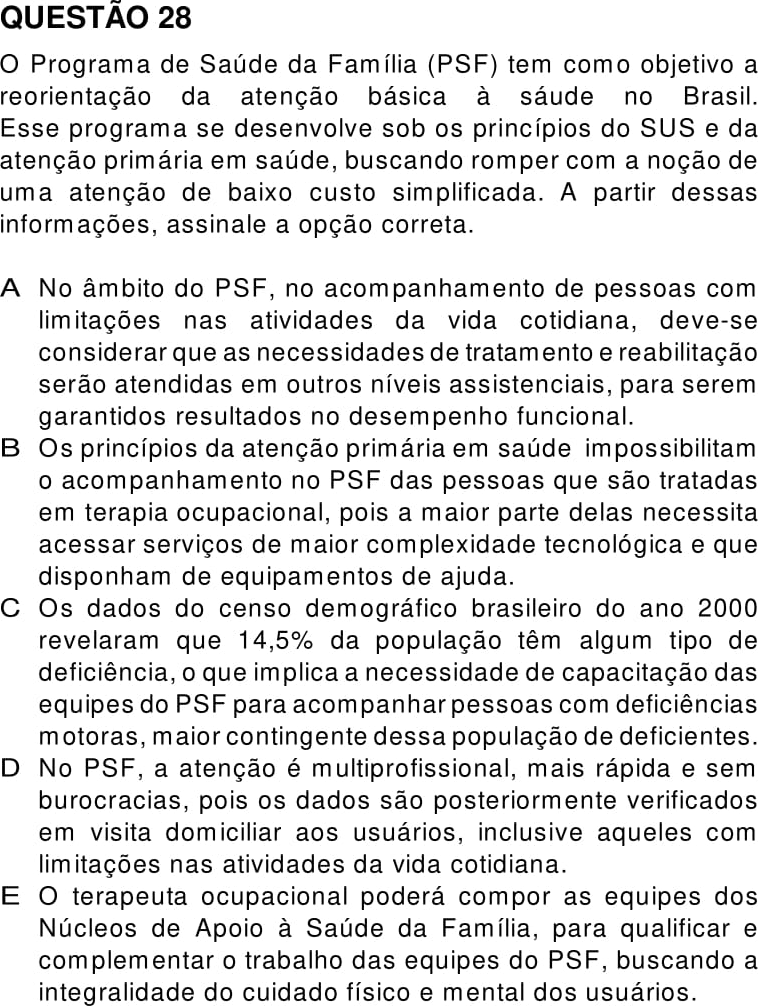 QUESTÃO 28
O Programa de Saúde da Família (PSF) tem como objetivo a
reorientação da atenção básica à sáude no Brasil.
Esse programa se desenvolve sob os princípios do SUS e da
atenção primária em saúde, buscando romper com a noção de
uma atenção de baixo custo simplificada. A partir dessas
informações, assinale a opção correta.
A No âmbito do PSF, no acompanhamento de pessoas com
limitações nas atividades da vida cotidiana, deve-se
considerar que as necessidades de tratamento e reabilitação
serão atendidas em outros níveis assistenciais, para serem
garantidos resultados no desempenho funcional.
B Os princípios da atenção primária em saúde impossibilitam
o acompanhamento no PSF das pessoas que são tratadas
em terapia ocupacional, pois a maior parte delas necessita
acessar serviços de maior complexidade tecnológica e que
disponham de equipamentos de ajuda.
C Os dados do censo demográfico brasileiro do ano 2000
revelaram que 14,5% da população têm algum tipo de
deficiência, o que implica a necessidade de capacitação das
equipes do PSF para acompanhar pessoas com deficiências
motoras, maior contingente dessa população de deficientes.
D No PSF, a atenção é multiprofissional, mais rápida e sem
burocracias, pois os dados são posteriormente verificados
em visita domiciliar aos usuários, inclusive aqueles com
limitações nas atividades da vida cotidiana.
E O terapeuta ocupacional poderá compor as equipes dos
Núcleos de Apoio à Saúde da Família, para qualificar e
complementar o trabalho das equipes do PSF, buscando a
integralidade do cuidado físico e mental dos usuários.